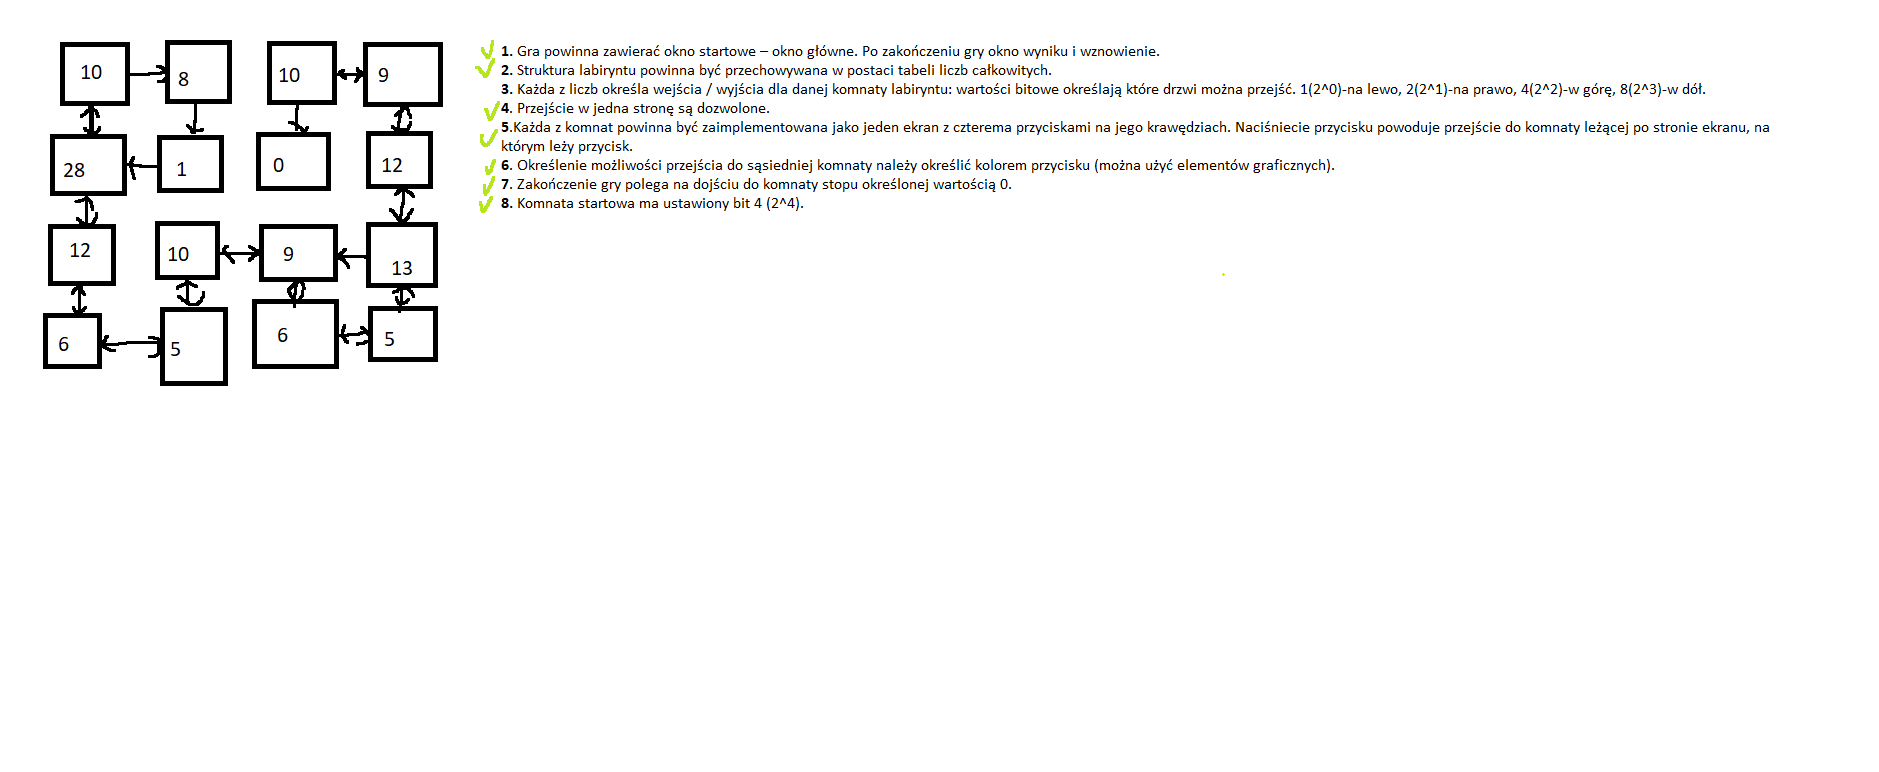 10 8 10 9
28 1 0 12
12 10 9 13
6 5 6 5
1. Gra powinna zawierać okno startowe – okno główne. Po zakończeniu gry okno wyniku i wznowienie.
2. Struktura labiryntu powinna być przechowywana w postaci tabeli liczb całkowitych.
3. Każda z liczb określa wejścia / wyjścia dla danej komnaty labiryntu: wartości bitowe określają które drzwi można przejść. 1(2^0)-na lewo, 2(2^1)-na prawo, 4(2^2)-w górę, 8(2^3)-w dół.
4. Przejście w jedna stronę są dozwolone.
5.Każda z komnat powinna być zaimplementowana jako jeden ekran z czterema przyciskami na jego krawędziach. Naciśniecie przycisku powoduje przejście do komnaty leżącej po stronie ekranu, na
którym leży przycisk.
6. Określenie możliwości przejścia do sąsiedniej komnaty należy określić kolorem przycisku (można użyć elementów graficznych).
7. Zakończenie gry polega na dojściu do komnaty stopu określonej wartością 0.
8. Komnata startowa ma ustawiony bit 4 (2^4).